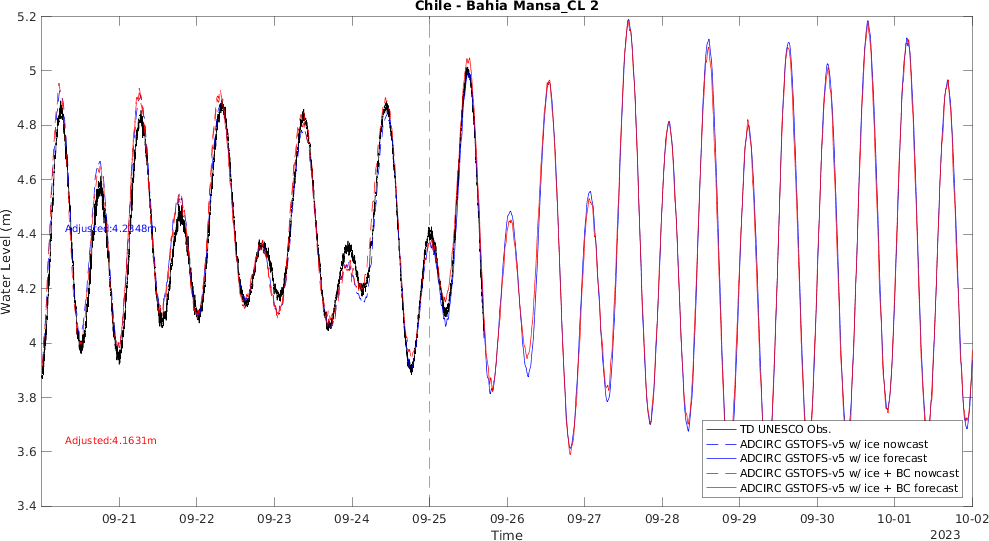 Chile - Bahia Mansa_CL 2
Water Level (m)
5.2
5
4.8
4.6
4.4
4.2
4
3.8
3.6
3.4
Adjusted:4.2348m
Adjusted:4.1631m
TD UNESCO Obs.
ADCIRC GSTOFS-v5 w/ ice nowcast
ADCIRC GSTOFS-v5 w/ ice forecast
ADCIRC GSTOFS-v5 w/ ice + BC nowcast
ADCIRC GSTOFS-v5 w/ ice + BC forecast
09-21 09-22 09-23 09-24 09-25 09-26 09-27 09-28 09-29 09-30 10-01 10-02
Time
2023